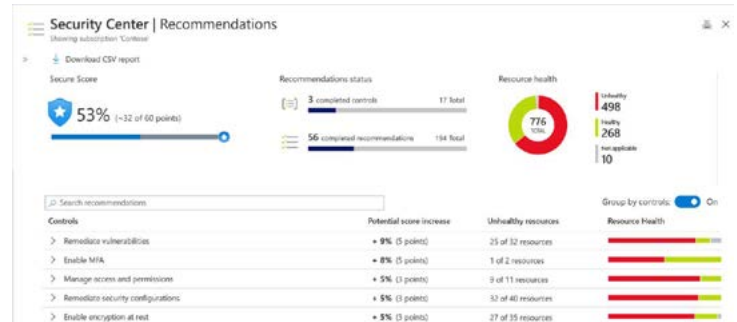 Security Center | Recommendations
Showing subscription 'Contoso'
» Download CSV report
Secure Score
53% (~32 of 60 points)
Recommendations status
3 completed controls 17 Total
56 completed recommendations 194 Total
Resource health
776
TOTAL
Unhealthy
498
Healthy
268
Not applicable
10
Search recommendations
Group by controls: On
Controls Potential score increase Unhealthy resources Resource Health
> Remediate vulnerabilities + 9% (5 points) 25 of 32 resources
> Enable MFA + 8% (5 points) 1 of 2 resources
> Manage access and permissions + 5% (3 points) 9 of 11 resources
> Remediate security configurations + 5% (3 points) 32 of 40 resources
> Enable encryption at rest + 5% (3 points) 27 of 35 resources